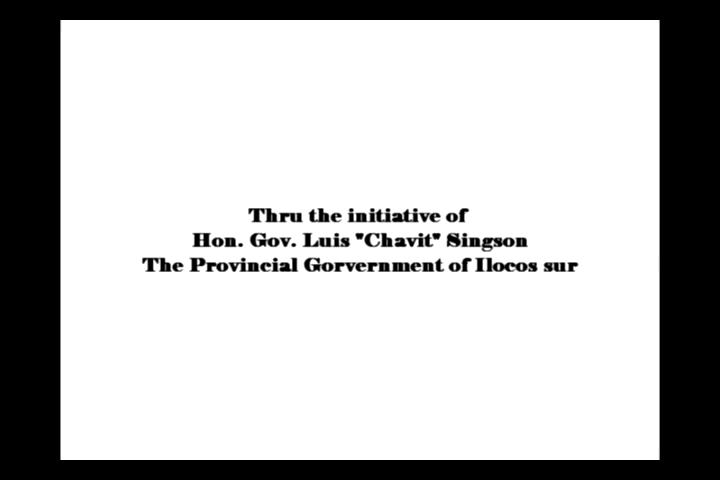 Thru the initiative of
Hon. Gov. Luis "Chavit" Singson
The Provincial Gorvernment of Ilocos sur